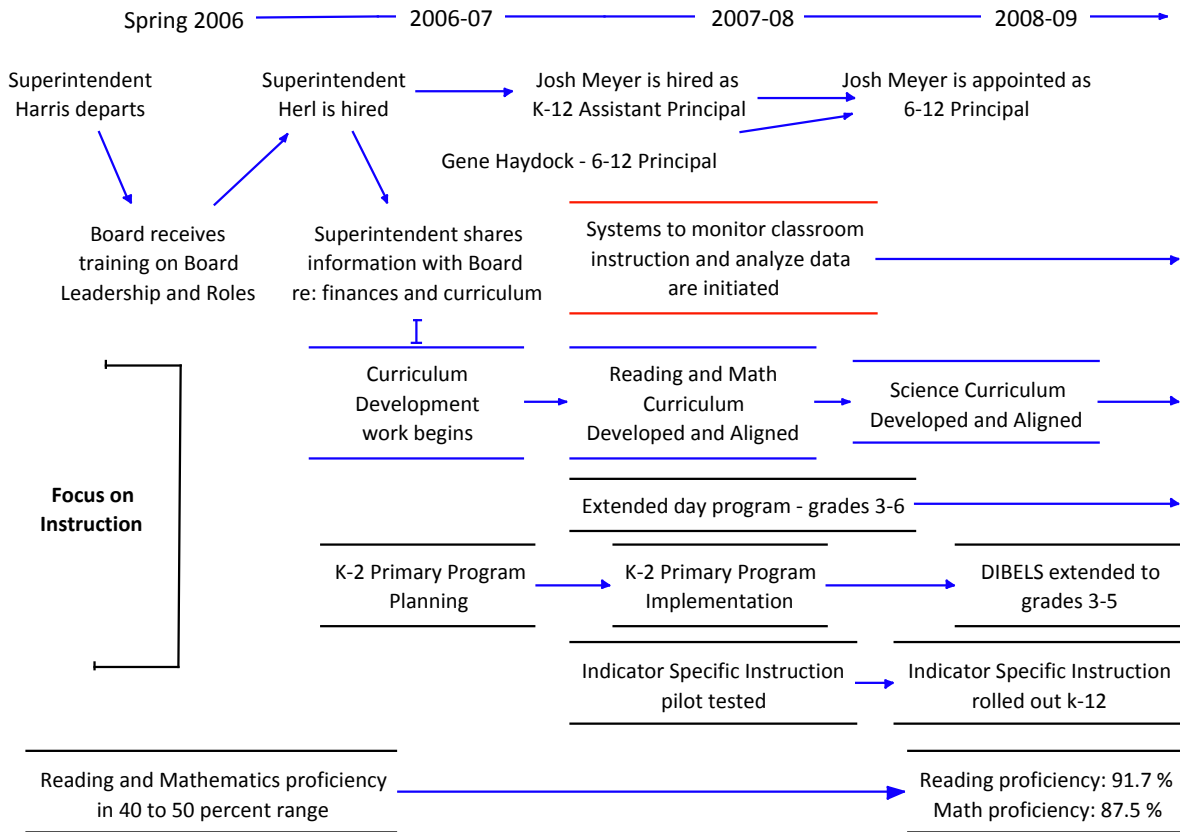 Spring 2006
2006-07
2007-08
2008-09
Superintendent
Harris departs
Superintendent
Herl is hired
Josh Meyer is hired as
K-12 Assistant Principal
Josh Meyer is appointed as
6-12 Principal
Gene Haydock - 6-12 Principal
Board receives
training on Board
Leadership and Roles
Superintendent shares
information with Board
re: finances and curriculum
Systems to monitor classroom
instruction and analyze data
are initiated
Focus on
Instruction
Curriculum
Development
work begins
Reading and Math
Curriculum
Developed and Aligned
Science Curriculum
Developed and Aligned
Extended day program - grades 3-6
K-2 Primary Program
Planning
K-2 Primary Program
Implementation
DIBELS extended to
grades 3-5
Indicator Specific Instruction
pilot tested
Indicator Specific Instruction
rolled out k-12
Reading and Mathematics proficiency
in 40 to 50 percent range
Reading proficiency: 91.7 %
Math proficiency: 87.5 %